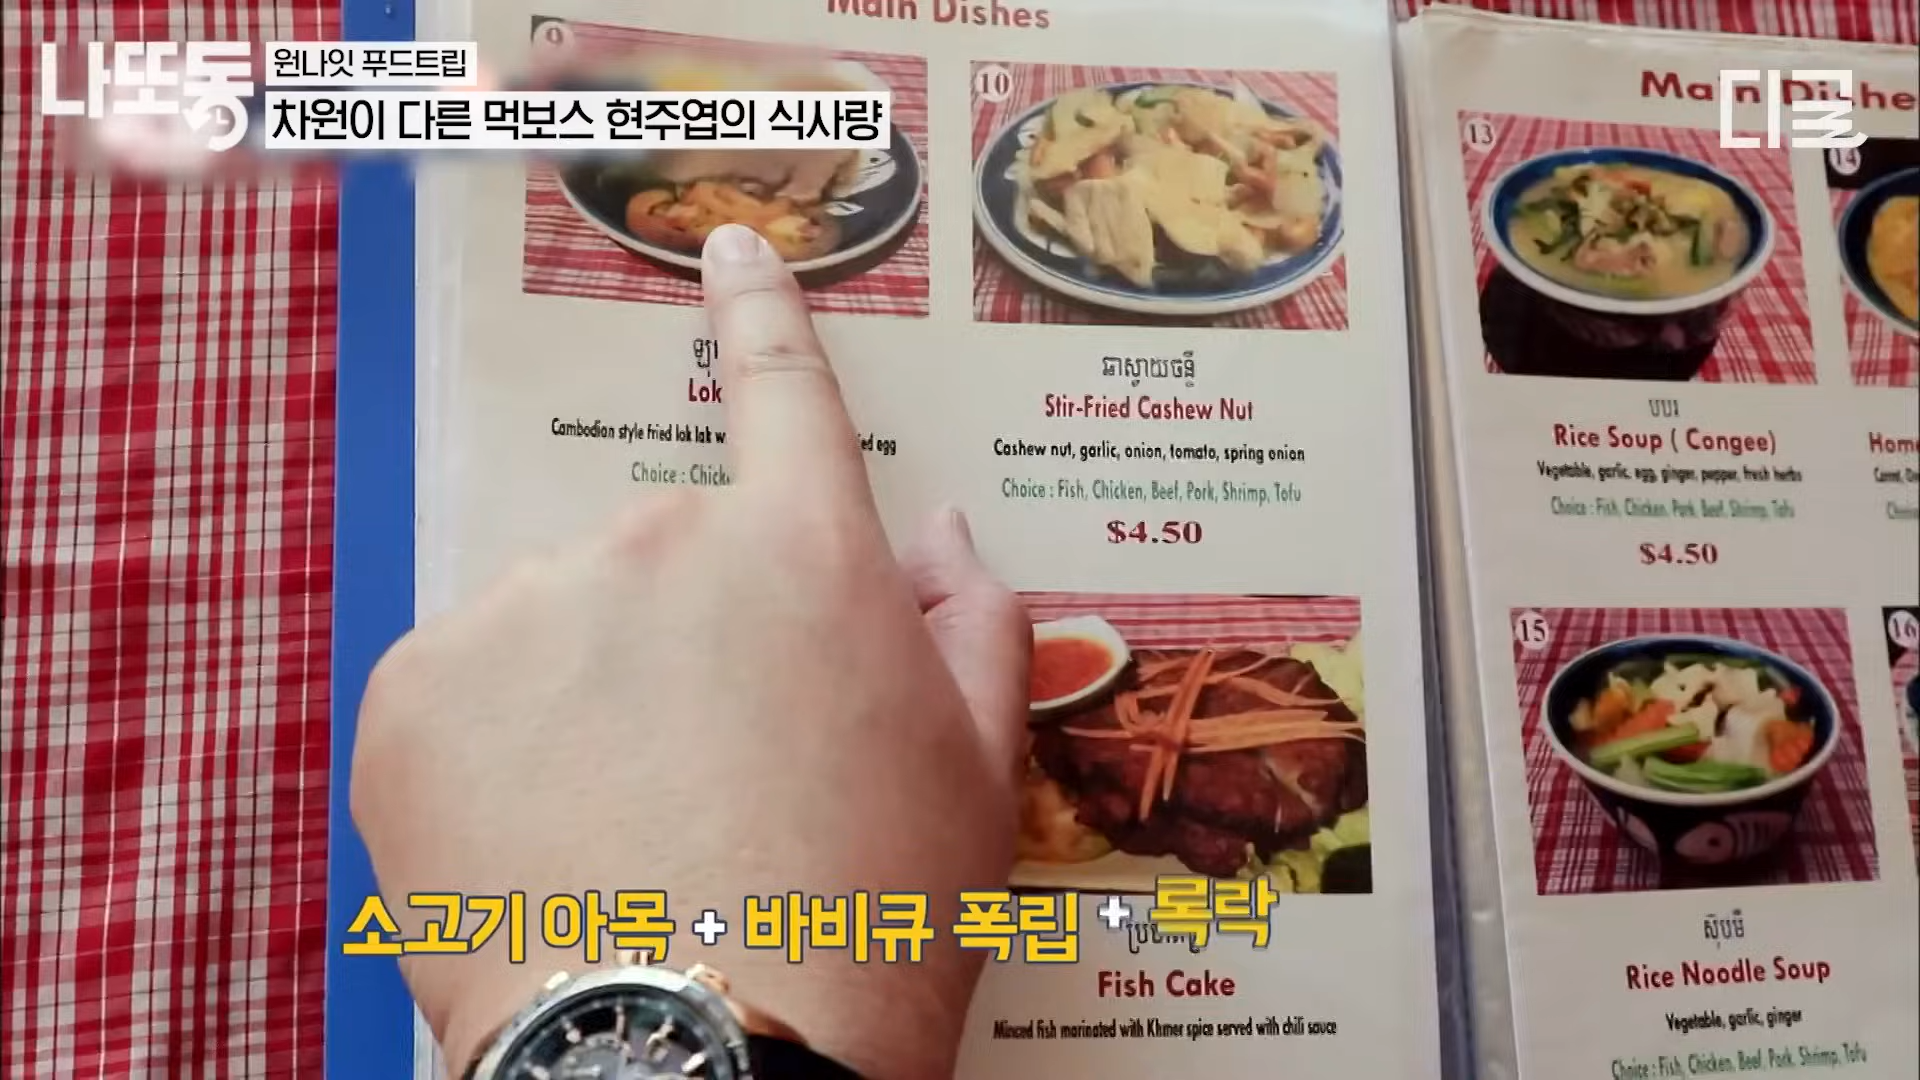 나또동
원나잇 푸드트립
차원이 다른 먹보스 현주엽의 식사량
디클
Main Dishes
9
10
Lok
Cambodian style fried lok lak
ied egg
Choice :
ឆាស្វាយចន្ទី
Stir-Fried Cashew Nut
Cashew nut, garlic, onion, tomato, spring onion
Choice : Fish, Chicken, Beef, Pork, Shrimp, Tofu
$4.50
Fish Cake
Minced fish marinated with Khmer spice served with chili sauce
Main Dishe
13
14
បបរ
Rice Soup ( Congee)
Vegetable, garlic, egg, ginger, pepper, fresh herbs
Choice : Fish, Chicken, Pork, Beef, Shrimp, Tofu
$4.50
Home
15
16
ស៊ុបមី
Rice Noodle Soup
Vegetable, garlic, ginger
Choice : Fish, Chicken, Beef, Pork, Shrimp, Tofu
소고기 아목 + 바비큐 폭립 + 록락